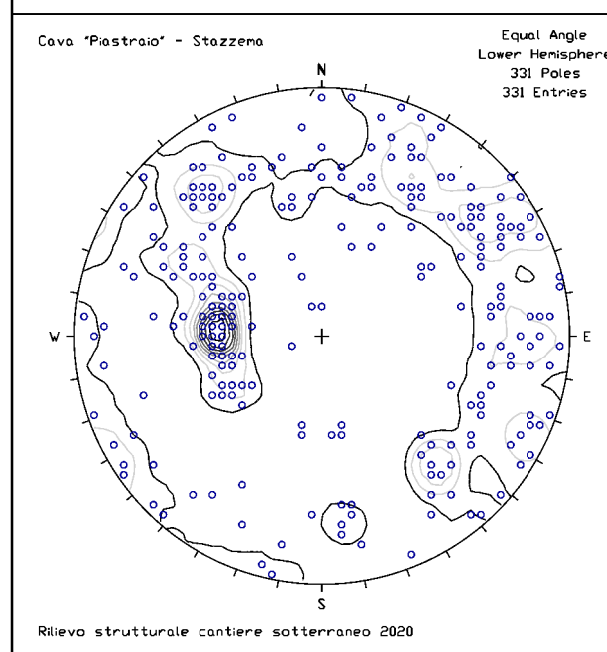 Cava "Piastraio" - Stazzema
Equal Angle
Lower Hemisphere
331 Poles
331 Entries
N
W
E
S
Rilievo strutturale cantiere sotterraneo 2020